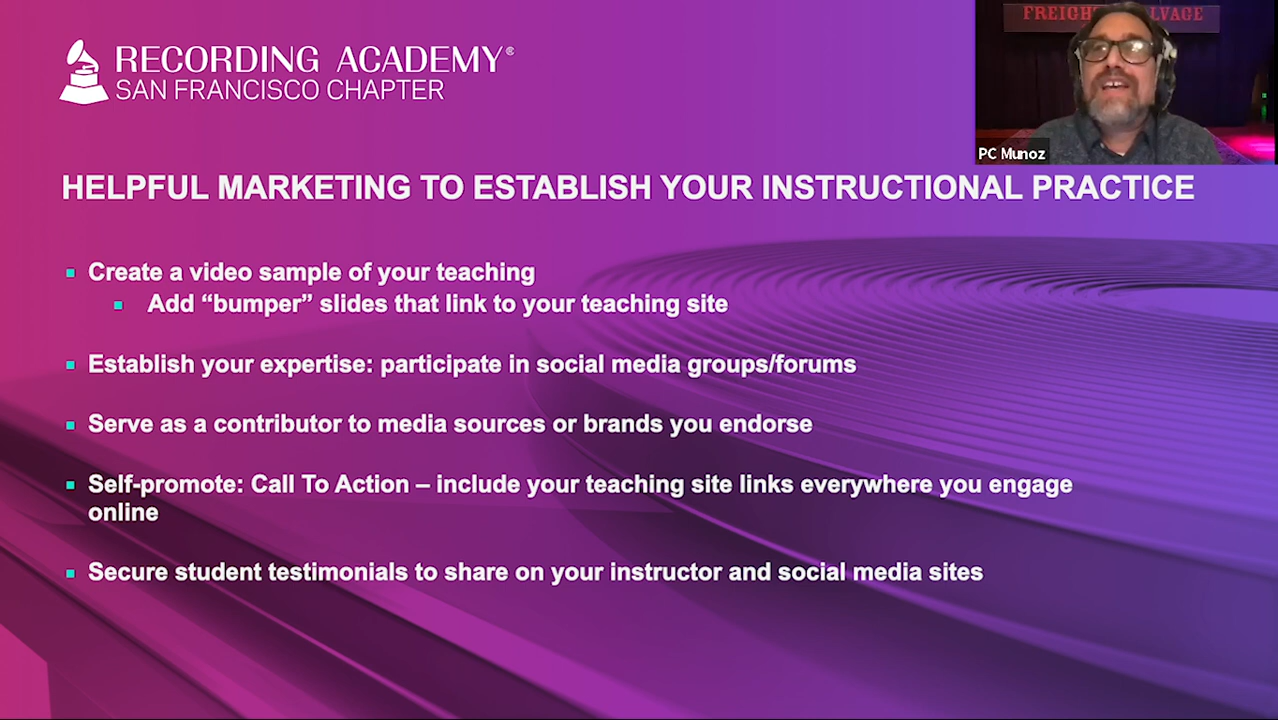 RECORDING ACADEMY®
SAN FRANCISCO CHAPTER
PC Munoz
HELPFUL MARKETING TO ESTABLISH YOUR INSTRUCTIONAL PRACTICE
▪ Create a video sample of your teaching
▪ Add “bumper” slides that link to your teaching site
▪ Establish your expertise: participate in social media groups/forums
▪ Serve as a contributor to media sources or brands you endorse
▪ Self-promote: Call To Action – include your teaching site links everywhere you engage
online
▪ Secure student testimonials to share on your instructor and social media sites